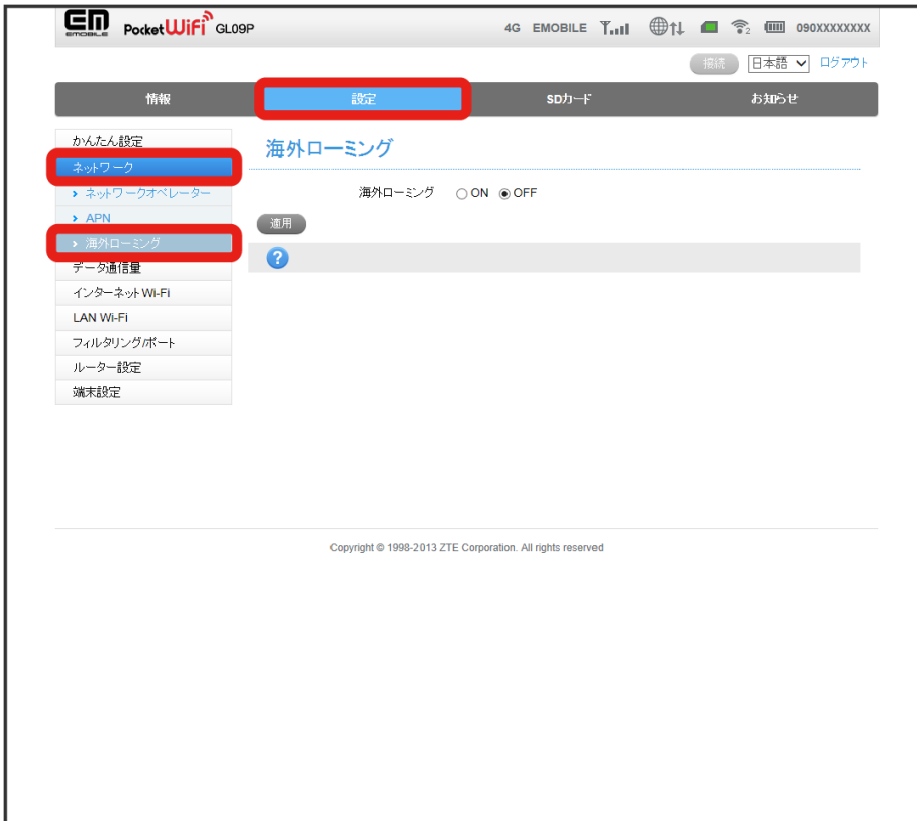 EM
EMOBILE
Pocket WiFi GL09P
4G EMOBILE 2 090XXXXXXXX
接続 日本語 ログアウト
情報 設定 SDカード お知らせ
かんたん設定
ネットワーク
ネットワークオペレーター
APN
海外ローミング
データ通信量
インターネット Wi-Fi
LAN Wi-Fi
フィルタリング/ポート
ルーター設定
端末設定
海外ローミング
海外ローミング ON OFF
適用
?
Copyright © 1998-2013 ZTE Corporation. All rights reserved